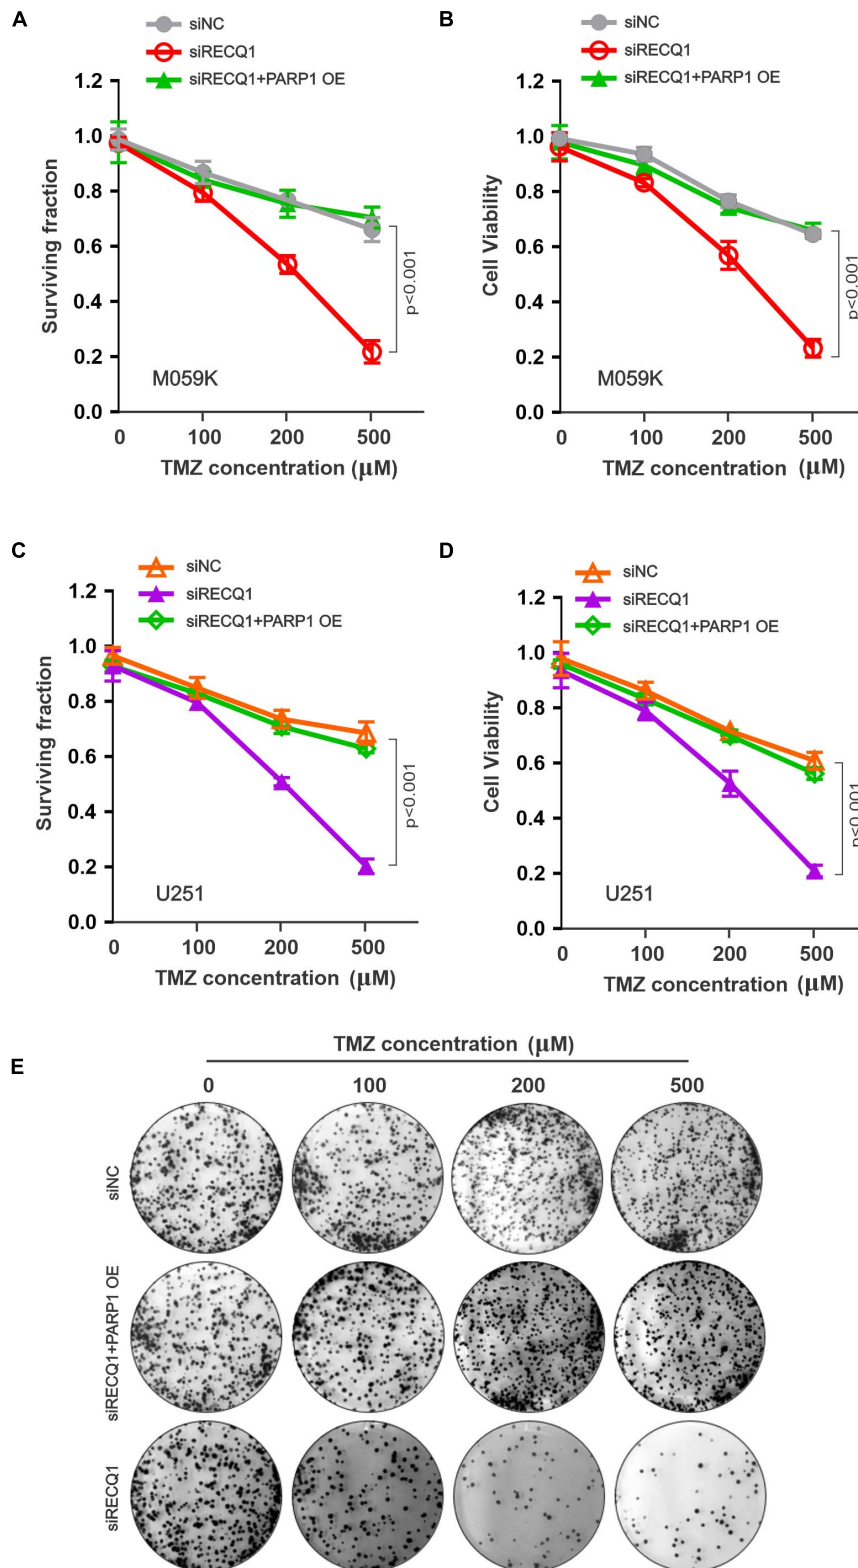 A
siNC
siRECQ1
siRECQ1+PARP1 OE
1.2
1.0
0.8
0.6
0.4
0.2
0.0
Surviving fraction
p<0.001
M059K
0 100 200 500
TMZ concentration (μM)
B
siNC
siRECQ1
siRECQ1+PARP1 OE
1.2
1.0
0.8
0.6
0.4
0.2
0.0
Cell Viability
p<0.001
M059K
0 100 200 500
TMZ concentration (μM)
C
siNC
siRECQ1
siRECQ1+PARP1 OE
1.2
1.0
0.8
0.6
0.4
0.2
0.0
Surviving fraction
p<0.001
U251
0 100 200 500
TMZ concentration (μM)
D
siNC
siRECQ1
siRECQ1+PARP1 OE
1.2
1.0
0.8
0.6
0.4
0.2
0.0
Cell Viability
p<0.001
U251
0 100 200 500
TMZ concentration (μM)
E
TMZ concentration (μM)
0 100 200 500
siNC
siRECQ1+PARP1 OE
siRECQ1